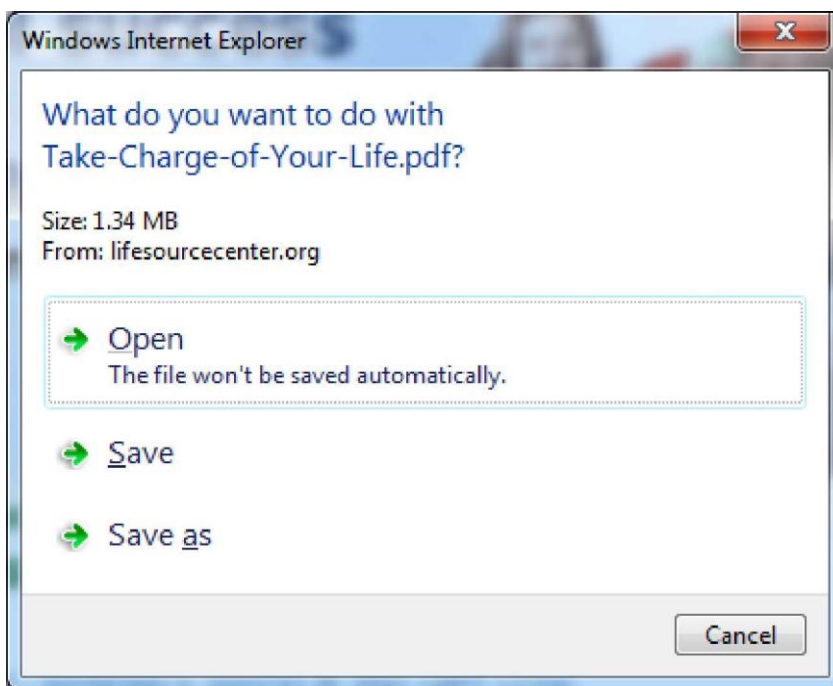 Windows Internet Explorer
What do you want to do with
Take-Charge-of-Your-Life.pdf?
Size: 1.34 MB
From: lifesourcecenter.org
Open
The file won't be saved automatically.
Save
Save as
Cancel